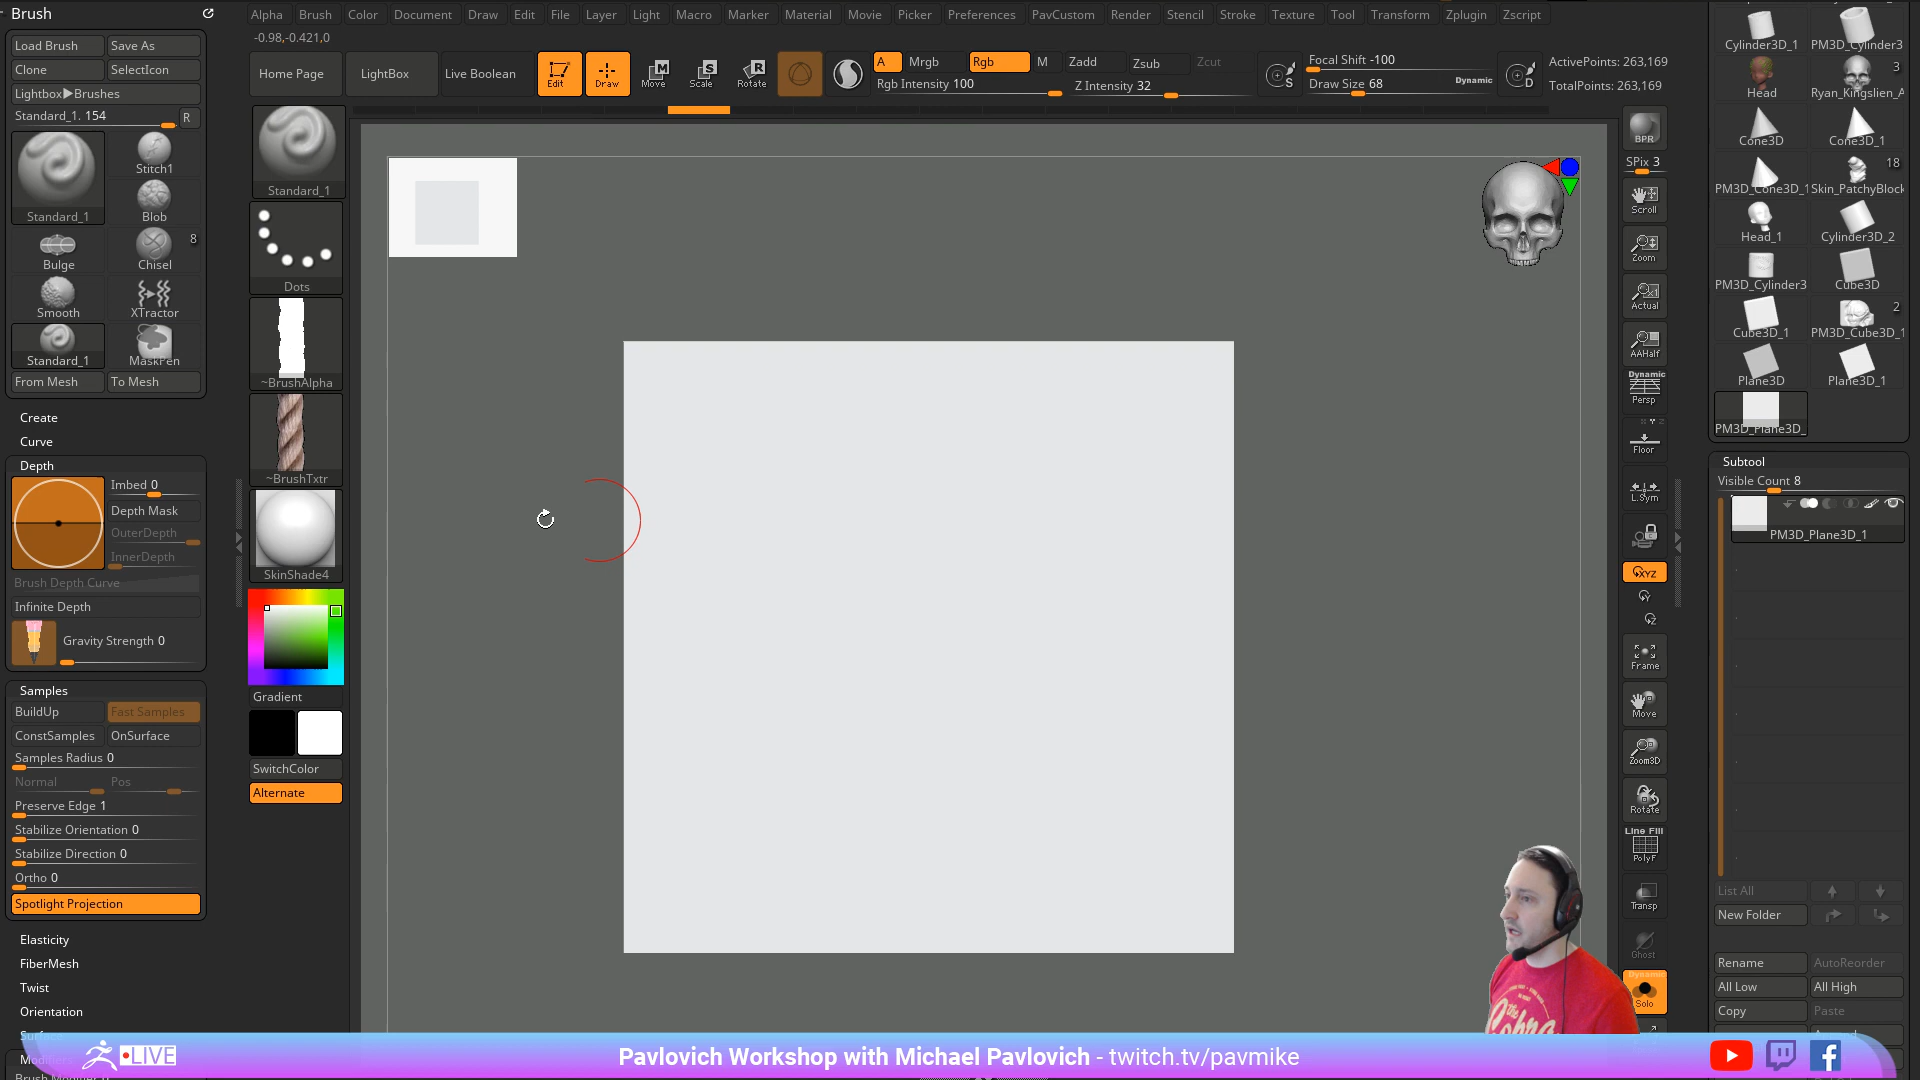 Brush
Alpha Brush Color Document Draw Edit File Layer Light Macro Marker Material Movie Picker Preferences PavCustom Render Stencil Stroke Texture Tool Transform Zplugin Zscript
-0.98,-0.421,0
Load Brush Save As
Clone SelectIcon
Lightbox▶Brushes
Standard_1. 154 R
Stitch1
Standard_1 Blob
8
Bulge Chisel
Smooth XTractor
Standard_1 MaskPen
From Mesh To Mesh
Create
Curve
Depth
Imbed 0
Depth Mask
OuterDepth
InnerDepth
Brush Depth Curve
Infinite Depth
Gravity Strength 0
Samples
BuildUp Fast Samples
ConstSamples OnSurface
Samples Radius 0
Normal Pos
Preserve Edge 1
Stabilize Orientation 0
Stabilize Direction 0
Ortho 0
Spotlight Projection
Elasticity
FiberMesh
Twist
Orientation
Home Page LightBox Live Boolean
Edit Draw Move Scale Rotate
A Mrgb Rgb M Zadd Zsub Zcut
Rgb Intensity 100 Z Intensity 32
S
Focal Shift -100
Draw Size 68 Dynamic
D
ActivePoints: 263,169
TotalPoints: 263,169
Standard_1
Dots
~BrushAlpha
~BrushTxtr
SkinShade4
Gradient
SwitchColor
Alternate
BPR
SPix 3
Scroll
Zoom
Actual
AAHalf
Dynamic
Persp
Floor
L.Sym
XYZ
Y
Z
Frame
Move
Zoom3D
Rotate
Line Fill
PolyF
Transp
Ghost
Dynamic
Solo
Cylinder3D_1 PM3D_Cylinder3
3
Head Ryan_Kingslien_A
Cone3D Cone3D_1
18
PM3D_Cone3D_1 Skin_PatchyBlock
Head_1 Cylinder3D_2
PM3D_Cylinder3 Cube3D
2
Cube3D_1 PM3D_Cube3D_1
Plane3D Plane3D_1
PM3D_Plane3D_
Subtool
Visible Count 8
PM3D_Plane3D_1
List All
New Folder
Rename AutoReorder
All Low All High
Copy Paste
LIVE
Pavlovich Workshop with Michael Pavlovich - twitch.tv/pavmike